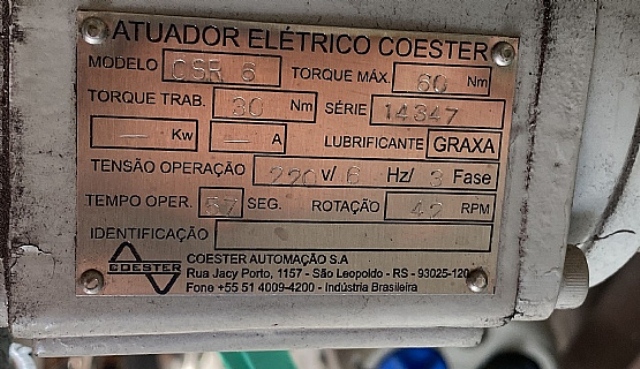 ATUADOR ELÉTRICO COESTER
MODELO CSR 6 TORQUE MÁX. 60 Nm
TORQUE TRAB. 30 Nm SÉRIE 14347
— Kw — A LUBRIFICANTE GRAXA
TENSÃO OPERAÇÃO 220 V/ 6 Hz/ 3 Fase
TEMPO OPER. 57 SEG. ROTAÇÃO 42 RPM
IDENTIFICAÇÃO
COESTER
COESTER AUTOMAÇÃO S.A
Rua Jacy Porto, 1157 - São Leopoldo - RS - 93025-120
Fone +55 51 4009-4200 - Indústria Brasileira